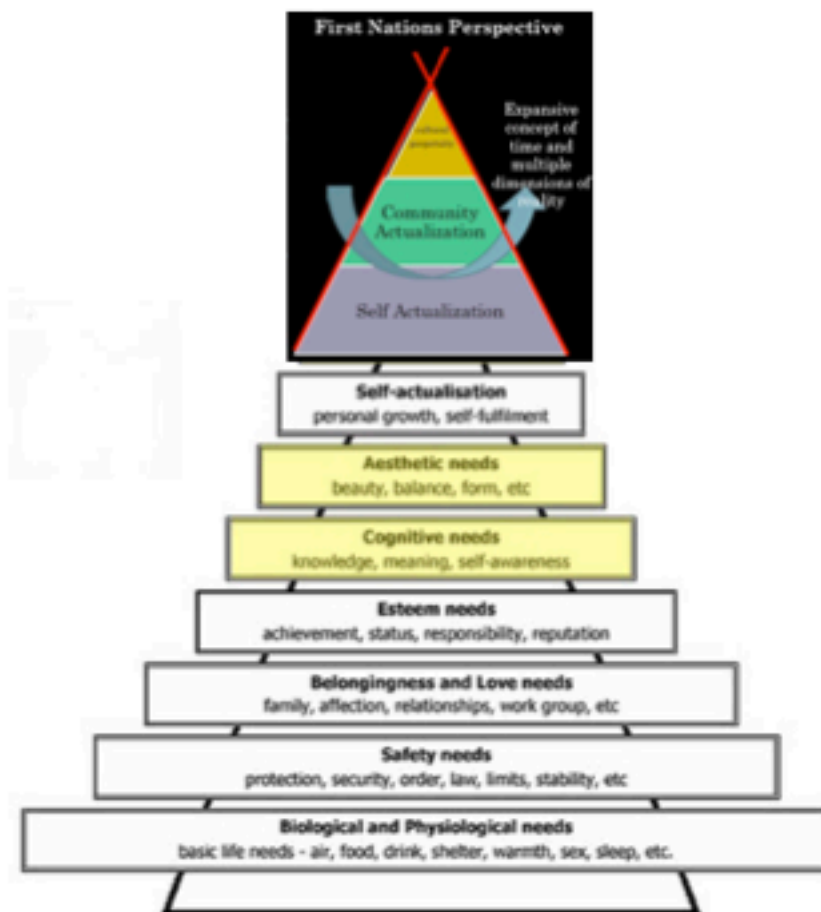 First Nations Perspective
Expansive
concept of
time and
multiple
dimensions of
reality
Community
Actualization
Self Actualization
Self-actualisation
personal growth, self-fulfilment
Aesthetic needs
beauty, balance, form, etc
Cognitive needs
knowledge, meaning, self-awareness
Esteem needs
achievement, status, responsibility, reputation
Belongingness and Love needs
family, affection, relationships, work group, etc
Safety needs
protection, security, order, law, limits, stability, etc
Biological and Physiological needs
basic life needs - air, food, drink, shelter, warmth, sex, sleep, etc.